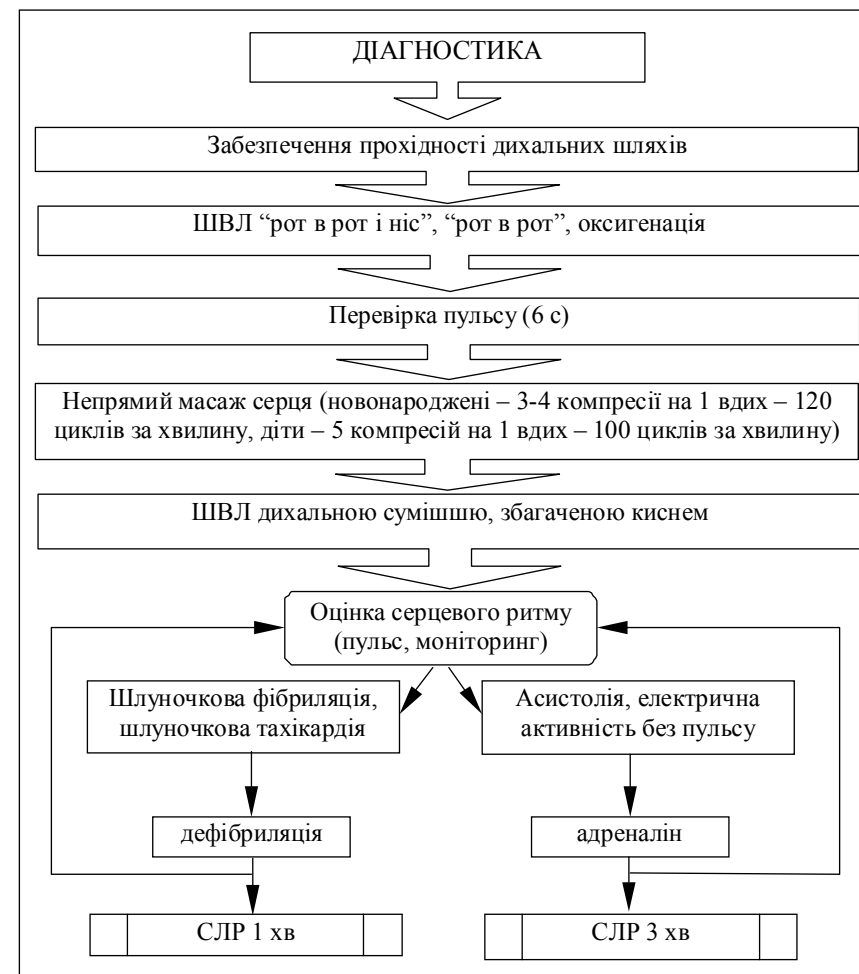 ДІАГНОСТИКА
Забезпечення прохідності дихальних шляхів
ШВЛ “рот в рот і ніс”, “рот в рот”, оксигенація
Перевірка пульсу (6 с)
Непрямий масаж серця (новонароджені – 3-4 компресії на 1 вдих – 120
циклів за хвилину, діти – 5 компресій на 1 вдих – 100 циклів за хвилину)
ШВЛ дихальною сумішшю, збагаченою киснем
Оцінка серцевого ритму
(пульс, моніторинг)
Шлуночкова фібриляція,
шлуночкова тахікардія
Асистолія, електрична
активність без пульсу
дефібриляція
адреналін
СЛР 1 хв
СЛР 3 хв